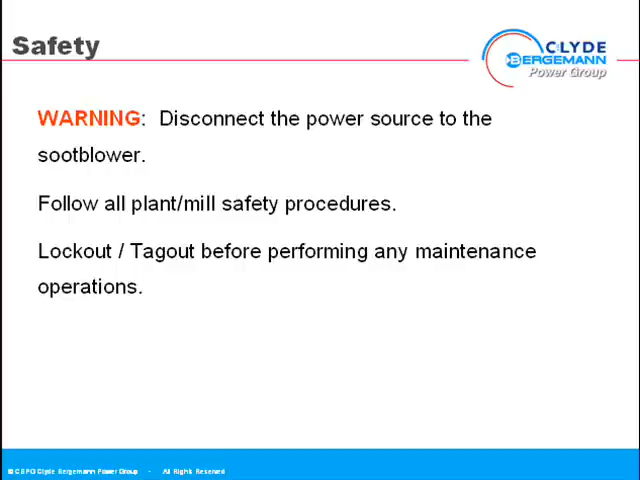 Safety
CLYDE
BERGEMANN
Power Group
WARNING: Disconnect the power source to the
sootblower.
Follow all plant/mill safety procedures.
Lockout / Tagout before performing any maintenance
operations.
Clyde Bergemann Power Group - All Rights Reserved